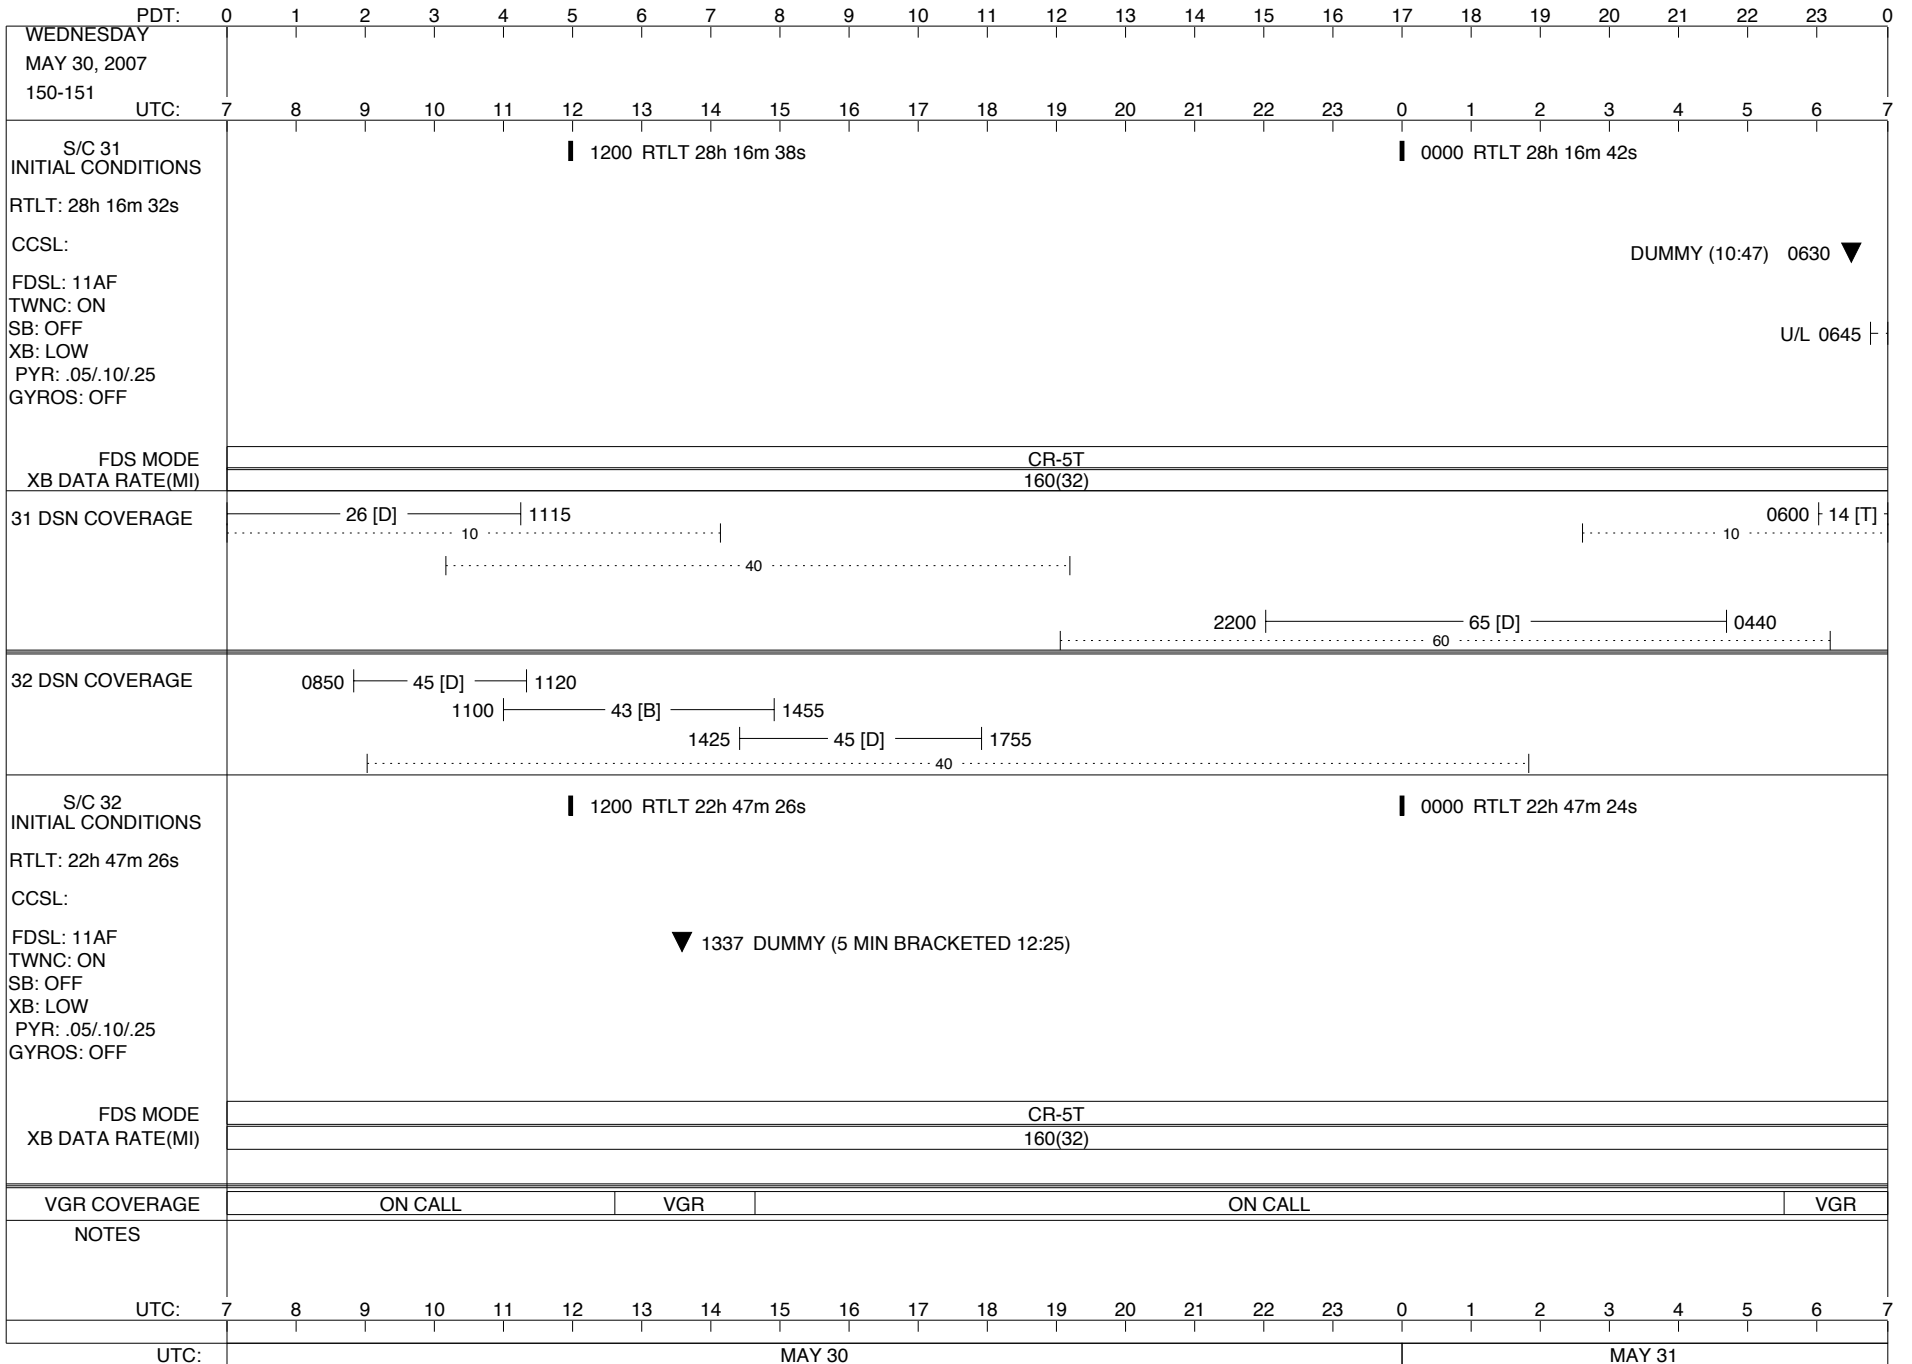 PDT: 0 1 2 3 4 5 6 7 8 9 10 11 12 13 14 15 16 17 18 19 20 21 22 23 0
WEDNESDAY
MAY 30, 2007
150-151
UTC: 7 8 9 10 11 12 13 14 15 16 17 18 19 20 21 22 23 0 1 2 3 4 5 6 7
S/C 31
INITIAL CONDITIONS
1200 RTLT 28h 16m 38s
0000 RTLT 28h 16m 42s
RTLT: 28h 16m 32s
CCSL:
DUMMY (10:47) 0630
FDSL: 11AF
TWNC: ON
SB: OFF
U/L 0645
XB: LOW
PYR: .05/.10/.25
GYROS: OFF
FDS MODE CR-5T
XB DATA RATE(MI) 160(32)
31 DSN COVERAGE
26 [D] 1115
0600 14 [T]
10
10
40
2200 65 [D] 0440
60
32 DSN COVERAGE
0850 45 [D] 1120
1100 43 [B] 1455
1425 45 [D] 1755
40
S/C 32
INITIAL CONDITIONS
1200 RTLT 22h 47m 26s
0000 RTLT 22h 47m 24s
RTLT: 22h 47m 26s
CCSL:
FDSL: 11AF
1337 DUMMY (5 MIN BRACKETED 12:25)
TWNC: ON
SB: OFF
XB: LOW
PYR: .05/.10/.25
GYROS: OFF
FDS MODE CR-5T
XB DATA RATE(MI) 160(32)
VGR COVERAGE ON CALL VGR ON CALL VGR
NOTES
UTC: 7 8 9 10 11 12 13 14 15 16 17 18 19 20 21 22 23 0 1 2 3 4 5 6 7
UTC: MAY 30 MAY 31